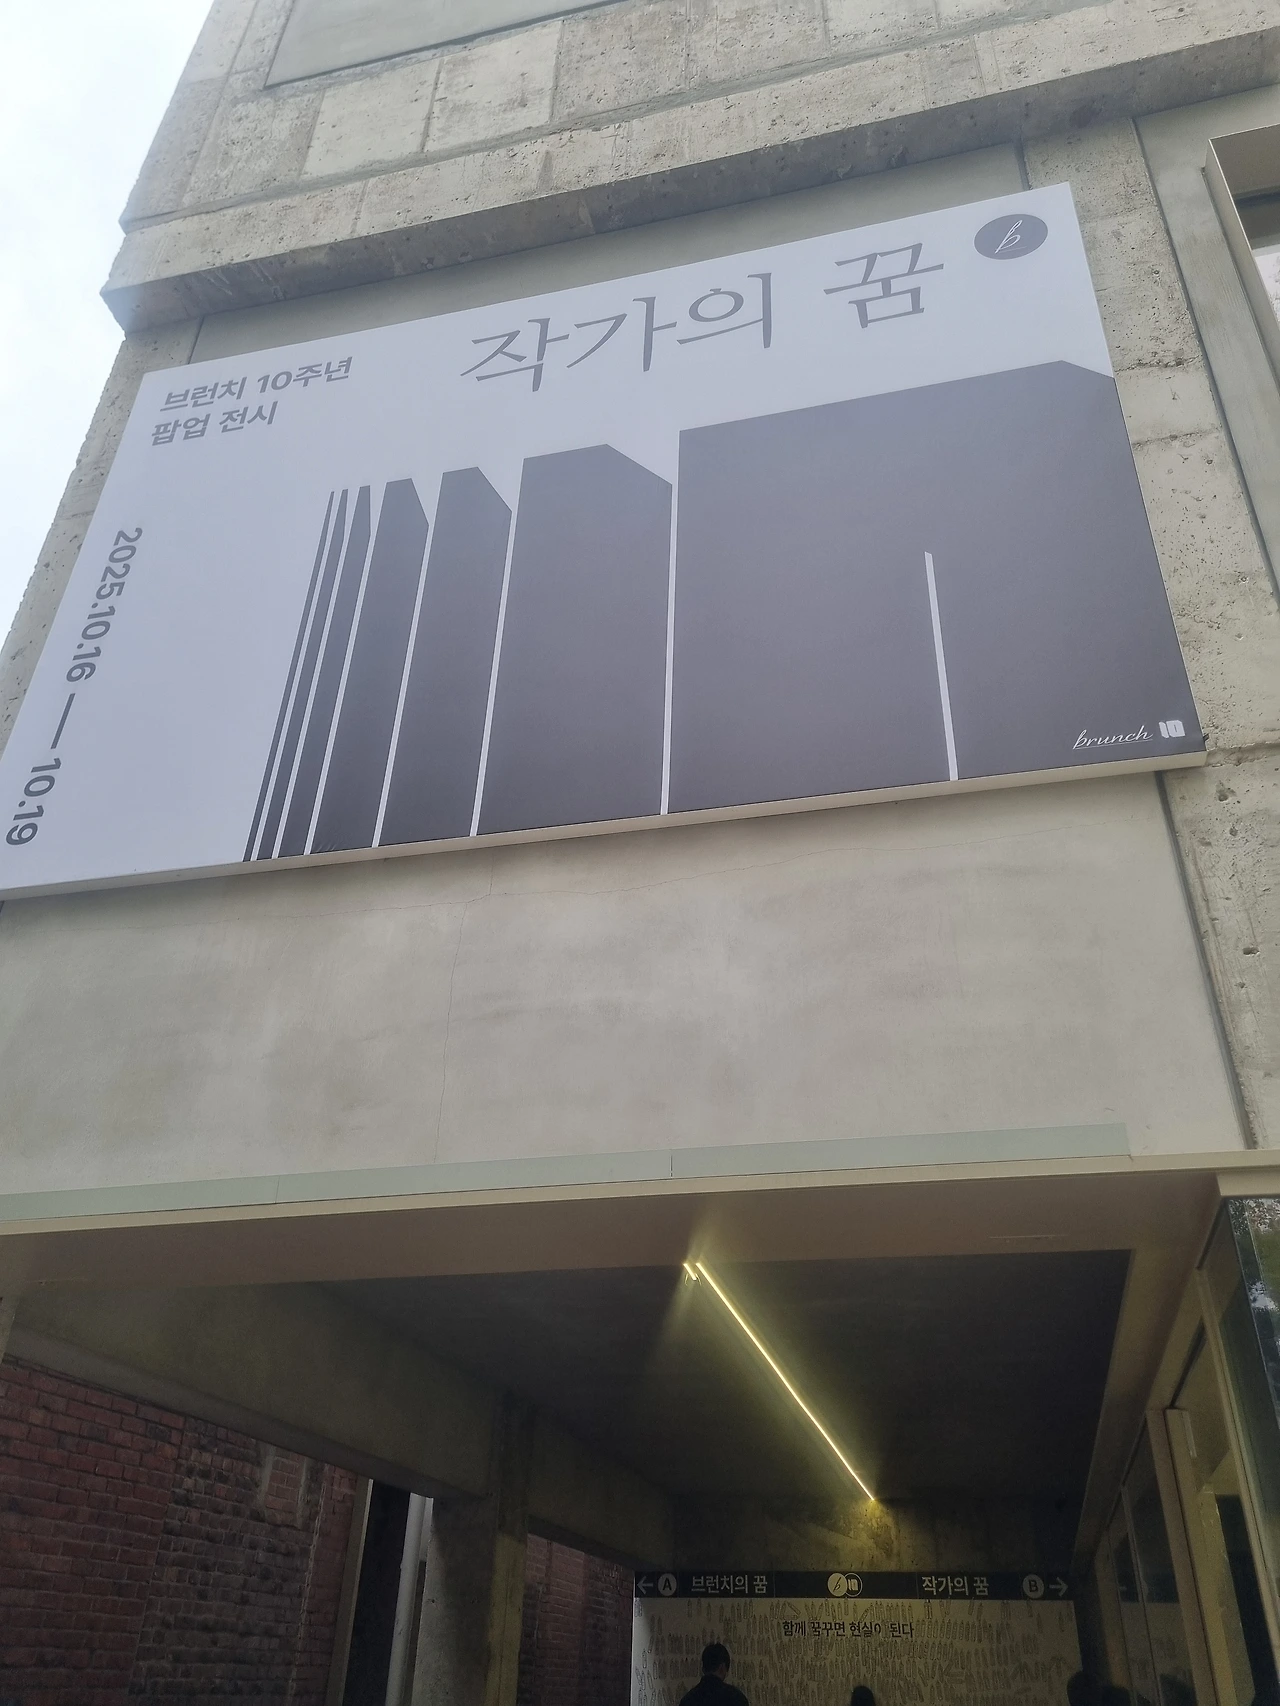 작가의 꿈
b
브런치 10주년
팝업 전시
2025.10.16 — 10.19
brunch 10
← A 브런치의 꿈 b 10 작가의 꿈 B →
함께 꿈꾸면 현실이 된다